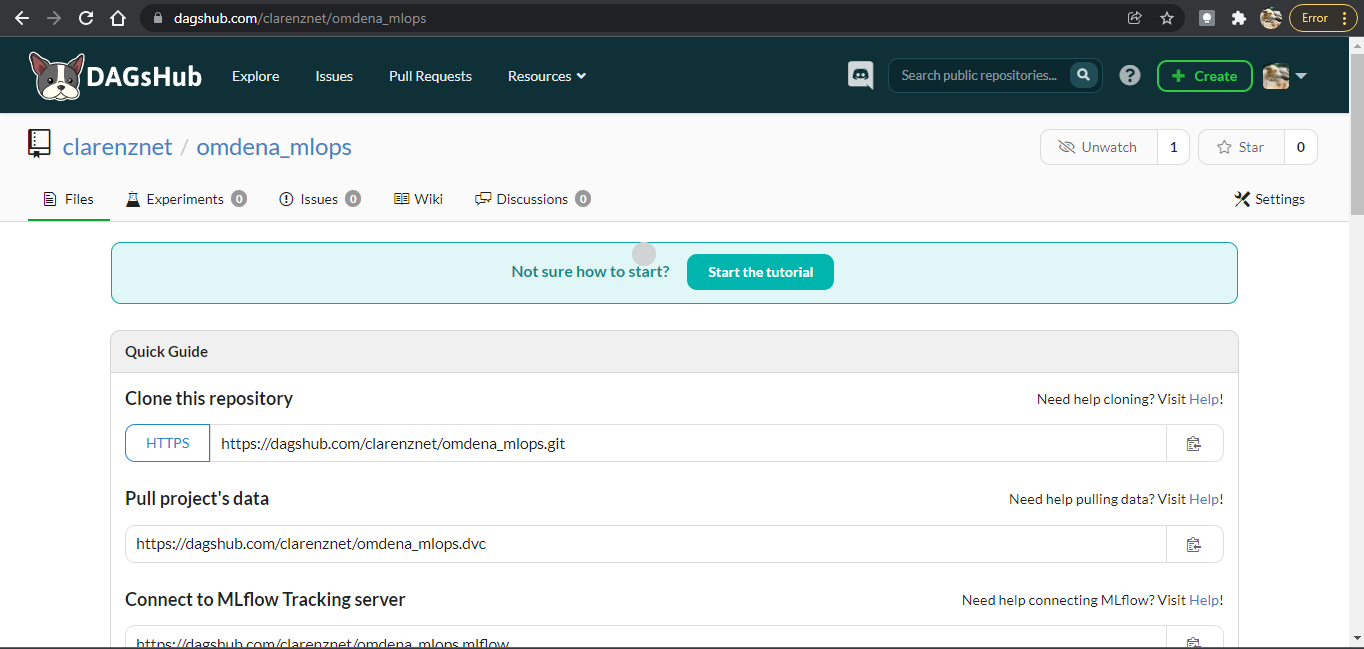 dagshub.com/clarenznet/omdena_mlops
Error
DAGsHub Explore Issues Pull Requests Resources Search public repositories... Create
clarenznet / omdena_mlops
Unwatch 1 Star 0
Files Experiments 0 Issues 0 Wiki Discussions 0 Settings
Not sure how to start? Start the tutorial
Quick Guide
Clone this repository Need help cloning? Visit Help!
HTTPS https://dagshub.com/clarenznet/omdena_mlops.git
Pull project's data Need help pulling data? Visit Help!
https://dagshub.com/clarenznet/omdena_mlops.dvc
Connect to MLflow Tracking server Need help connecting MLflow? Visit Help!
https://dagshub.com/clarenznet/omdena_mlops.mlflow